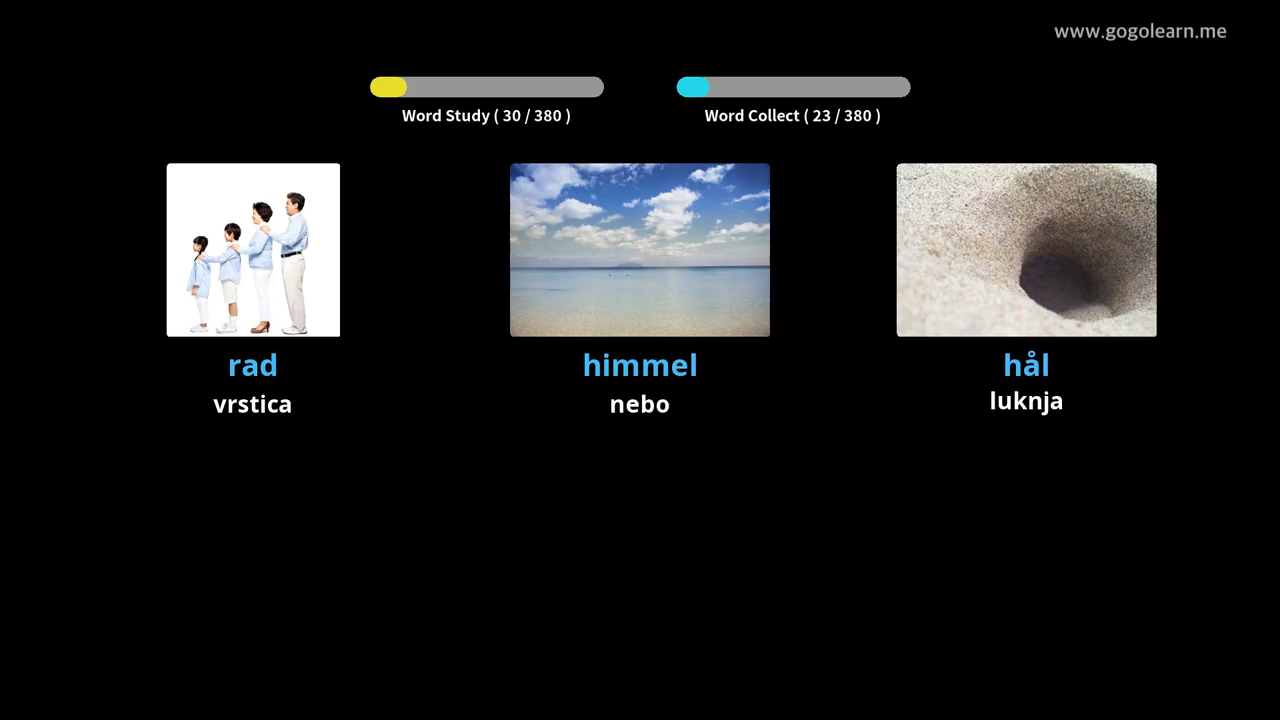 www.gogolearn.me
Word Study ( 30 / 380 )
Word Collect ( 23 / 380 )
rad
vrstica
himmel
nebo
hål
luknja